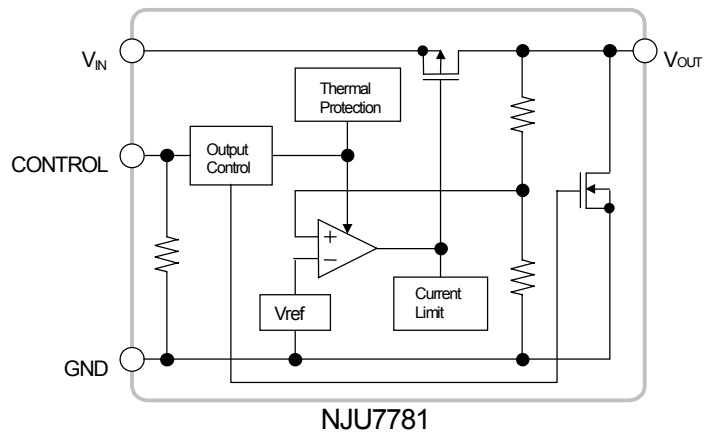 VIN
VOUT
Thermal
Protection
CONTROL
Output
Control
+
−
Vref
Current
Limit
GND
NJU7781